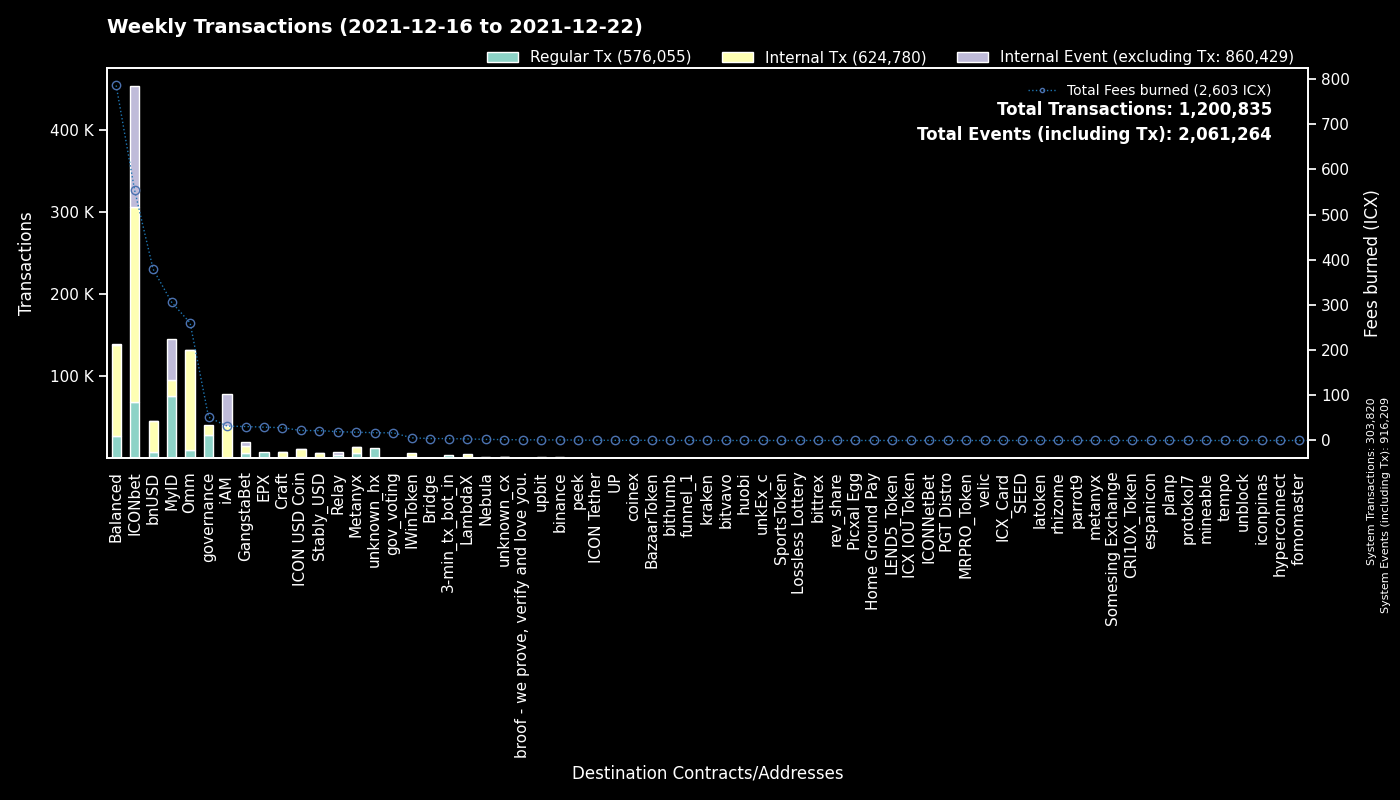 Weekly Transactions (2021-12-16 to 2021-12-22)
Regular Tx (576,055)
Internal Tx (624,780)
Internal Event (excluding Tx: 860,429)
Total Fees burned (2,603 ICX)
Total Transactions: 1,200,835
Total Events (including Tx): 2,061,264
Transactions
400 K
300 K
200 K
100 K
800
700
600
500
400
300
200
100
0
Fees burned (ICX)
System Transactions: 303,820
System Events (including Tx): 916,209
Balanced
ICONbet
bnUSD
MyID
Omm
governance
iAM
GangstaBet
EPX
Craft
ICON USD Coin
Stably_USD
Relay
Metanyx
unknown_hx
gov_voting
IWinToken
Bridge
3-min_tx_bot_in
LambdaX
Nebula
unknown_cx
broof - we prove, verify and love you.
upbit
binance
peek
ICON Tether
UP
coinex
BazaarToken
bithumb
funnel_1
kraken
bitvavo
huobi
unkEx_c
SportsToken
Lossless Lottery
bittrex
rev_share
PicXal Egg
Home Ground Pay
LEND5_Token
ICX IOU Token
ICONNetBet
PGT Distro
MRPRO_Token
velic
ICX_Card
SEED
latoken
rhizome
parrot9
metanyx
Somesing Exchange
CRI10X_Token
espanicon
planp
protokol7
mineable
tempo
unblock
iconpinas
hyperconnect
fomomaster
Destination Contracts/Addresses